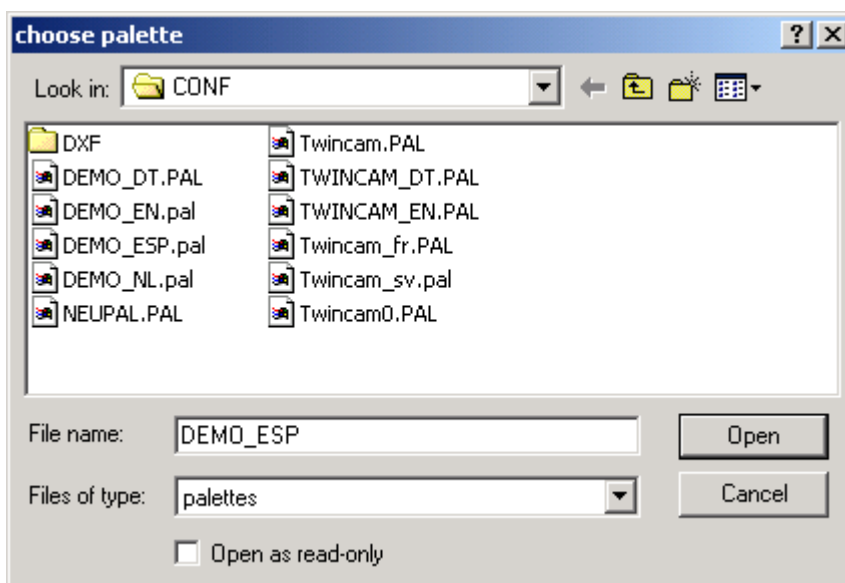 choose palette
Look in: CONF
DXF
DEMO_DT.PAL
DEMO_EN.pal
DEMO_ESP.pal
DEMO_NL.pal
NEUPAL.PAL
Twincam.PAL
TWINCAM_DT.PAL
TWINCAM_EN.PAL
Twincam_fr.PAL
Twincam_sv.pal
Twincam0.PAL
File name: DEMO_ESP Open
Files of type: palettes Cancel
Open as read-only